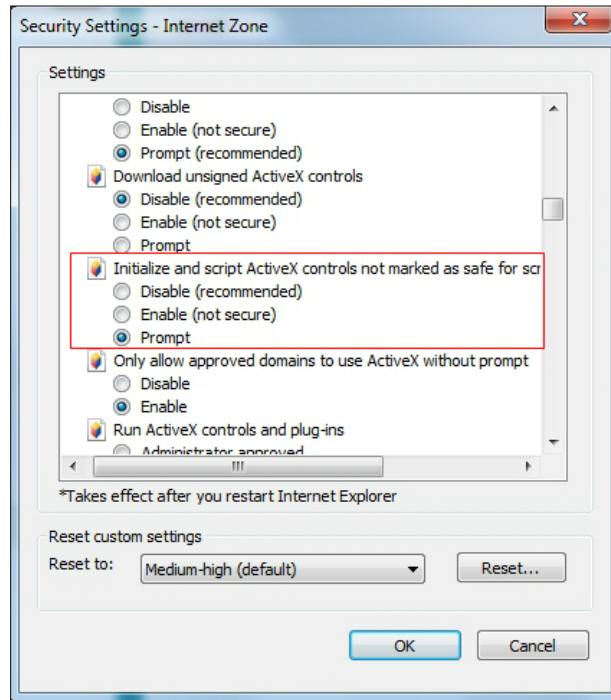 Security Settings - Internet Zone
Settings
Disable
Enable (not secure)
Prompt (recommended)
Download unsigned ActiveX controls
Disable (recommended)
Enable (not secure)
Prompt
Initialize and script ActiveX controls not marked as safe for scr
Disable (recommended)
Enable (not secure)
Prompt
Only allow approved domains to use ActiveX without prompt
Disable
Enable
Run ActiveX controls and plug-ins
Administrator approved
*Takes effect after you restart Internet Explorer
Reset custom settings
Reset to:
Medium-high (default)
Reset...
OK
Cancel